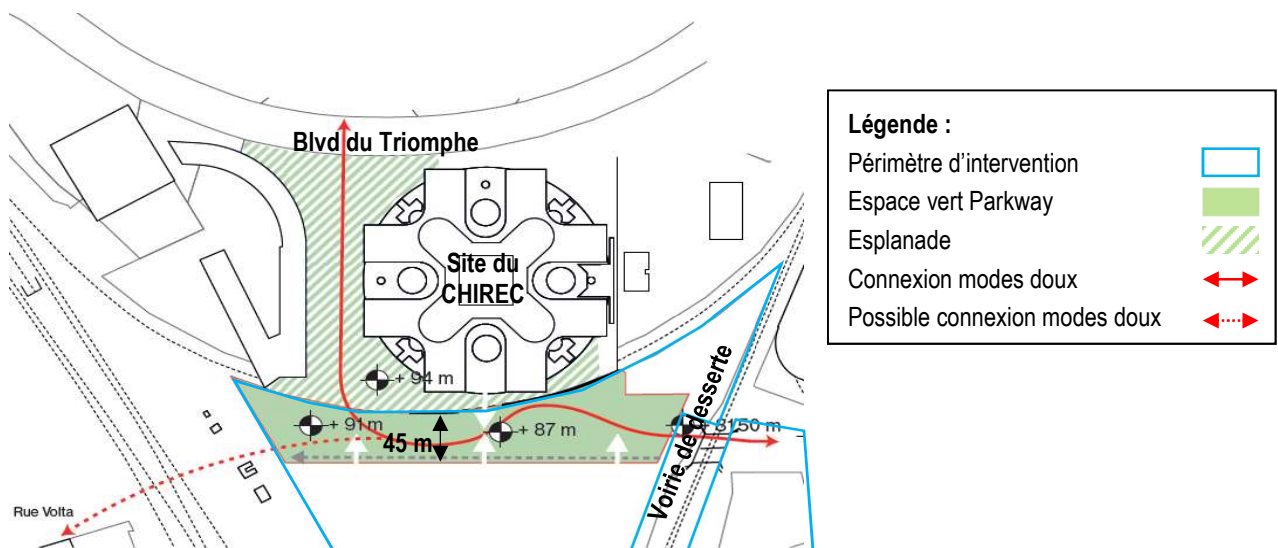 Blvd du Triomphe
Site du
CHIREC
+ 94 m
+ 91 m
45 m
+ 87 m
50 m
Voirie de desserte
Rue Volta
Légende :
Périmètre d'intervention
Espace vert Parkway
Esplanade
Connexion modes doux
Possible connexion modes doux